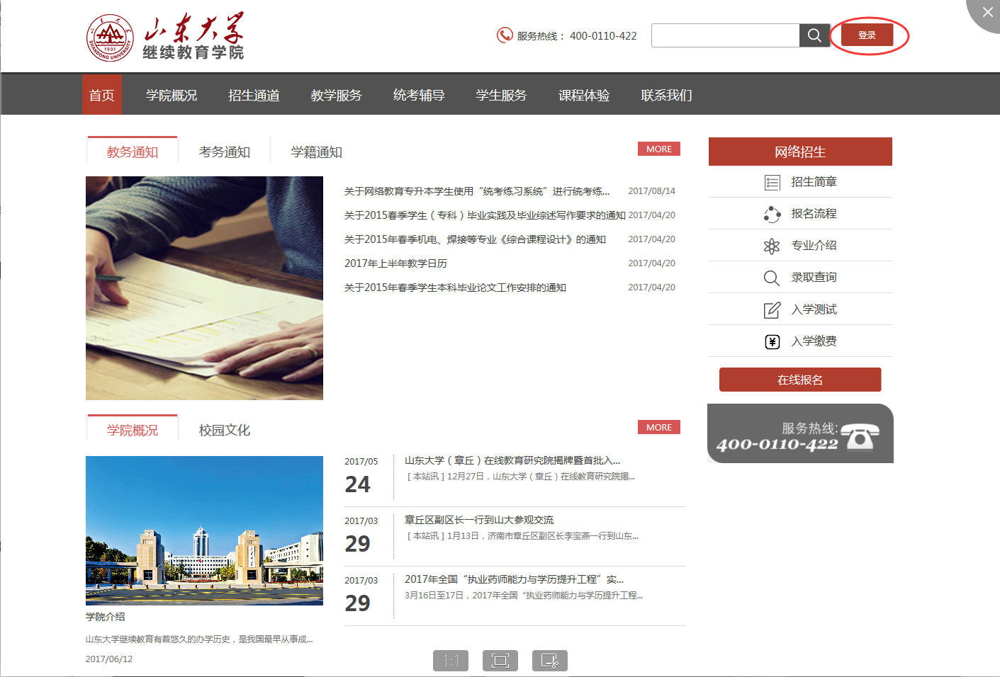 山东大学
继续教育学院
SHANDONG UNIVERSITY
1901
服务热线： 400-0110-422
登录
首页 学院概况 招生通道 教学服务 统考辅导 学生服务 课程体验 联系我们
教务通知 考务通知 学籍通知 MORE
关于网络教育专升本学生使用“统考练习系统”进行统考练... 2017/08/14
关于2015春季学生（专科）毕业实践及毕业综述写作要求的通知 2017/04/20
关于2015年春季机电、焊接等专业《综合课程设计》的通知 2017/04/20
2017年上半年教学日历 2017/04/20
关于2015年春季学生本科毕业论文工作安排的通知 2017/04/20
网络招生
招生简章
报名流程
专业介绍
录取查询
入学测试
入学缴费
在线报名
服务热线:
400-0110-422
学院概况 校园文化 MORE
学院介绍
山东大学继续教育有着悠久的办学历史，是我国最早从事成...
2017/06/12
2017/05
24
山东大学（章丘）在线教育研究院揭牌暨首批入...
［本站讯］12月27日，山东大学（章丘）在线教育研究院揭...
2017/03
29
章丘区副区长一行到山大参观交流
［本站讯］1月13日，济南市章丘区副区长李宝燕一行到山东...
2017/03
29
2017年全国“执业药师能力与学历提升工程”实...
3月16日至17日，2017年全国“执业药师能力与学历提升工程...
1:1